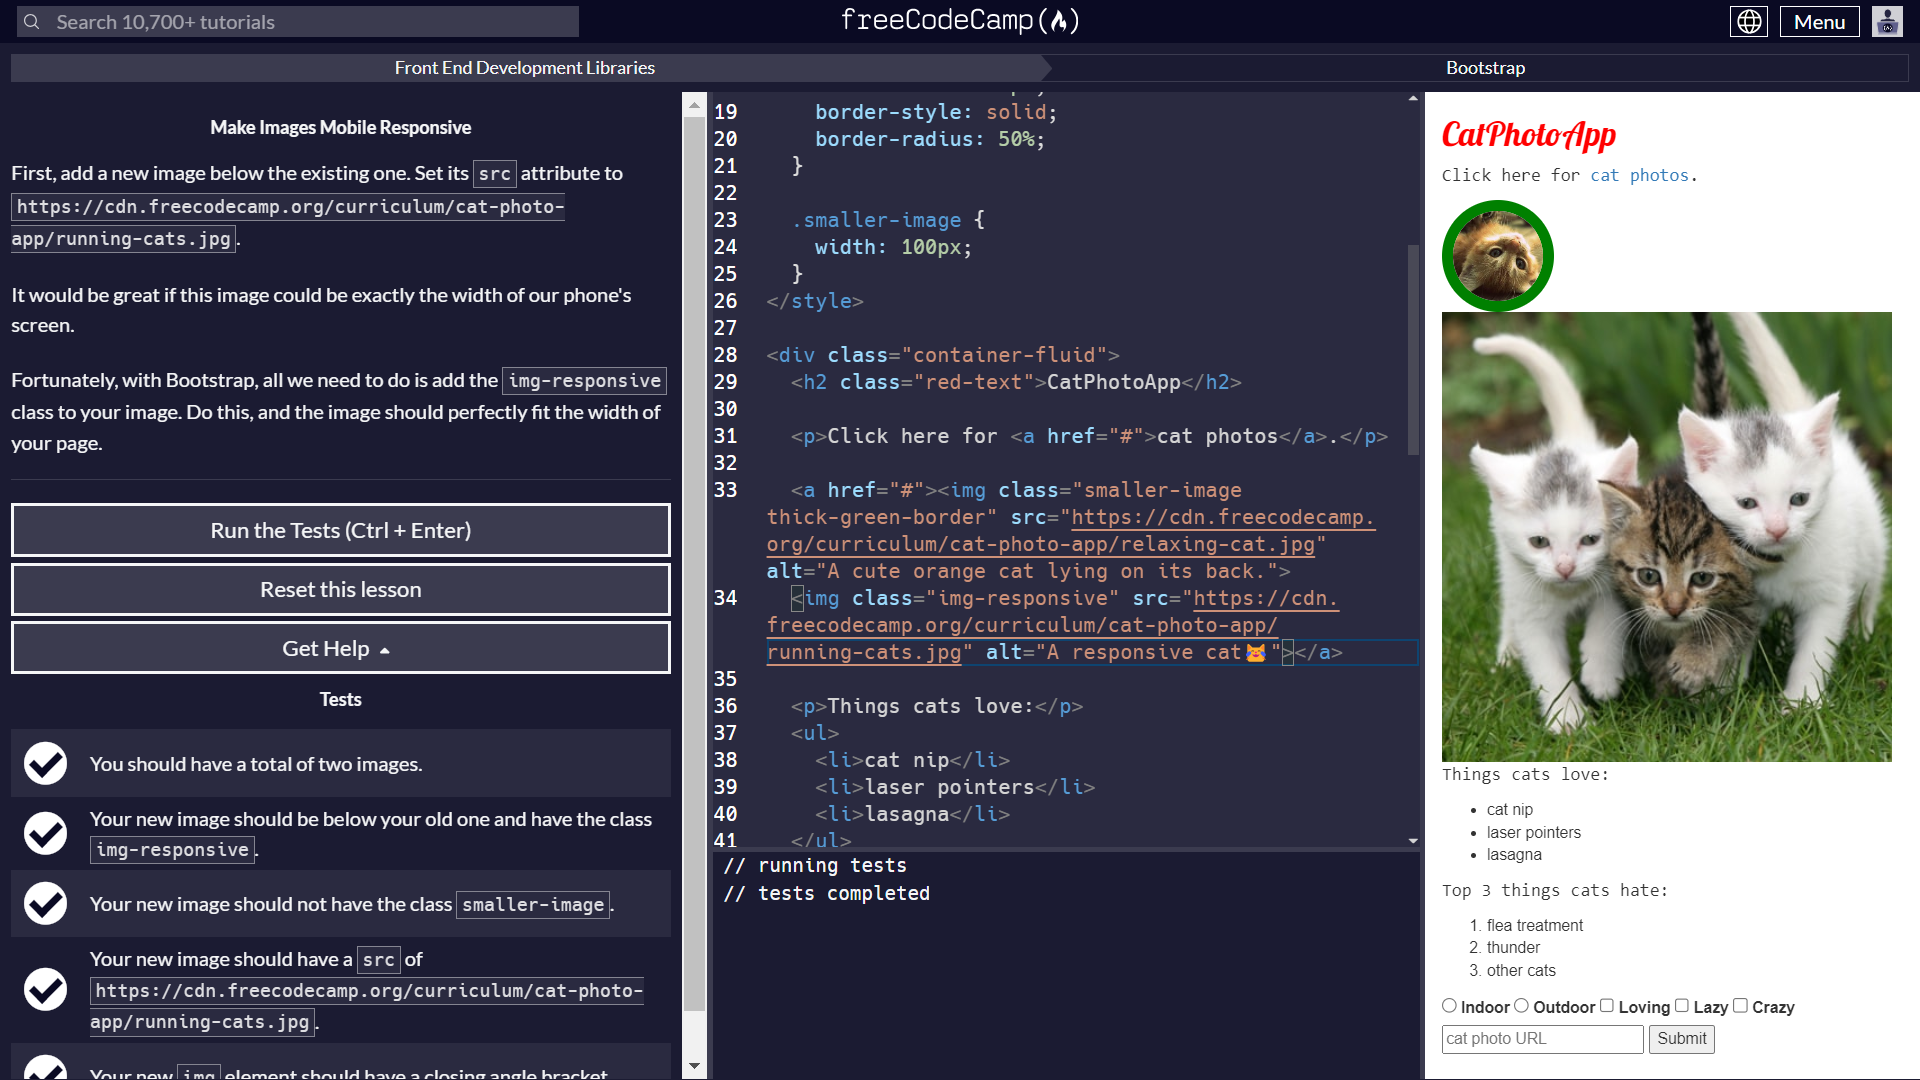 Search 10,700+ tutorials
freeCodeCamp
Menu
Front End Development Libraries
Bootstrap
Make Images Mobile Responsive
First, add a new image below the existing one. Set its src attribute to
https://cdn.freecodecamp.org/curriculum/cat-photo-
app/running-cats.jpg.
It would be great if this image could be exactly the width of our phone's
screen.
Fortunately, with Bootstrap, all we need to do is add the img-responsive
class to your image. Do this, and the image should perfectly fit the width of
your page.
Run the Tests (Ctrl + Enter)
Reset this lesson
Get Help
Tests
You should have a total of two images.
Your new image should be below your old one and have the class
img-responsive.
Your new image should not have the class smaller-image.
Your new image should have a src of
https://cdn.freecodecamp.org/curriculum/cat-photo-
app/running-cats.jpg.
Your new img element should have a closing angle bracket.
19 border-style: solid;
20 border-radius: 50%;
21 }
22
23 .smaller-image {
24 width: 100px;
25 }
26 </style>
27
28 <div class="container-fluid">
29 <h2 class="red-text">CatPhotoApp</h2>
30
31 <p>Click here for <a href="#">cat photos</a>.</p>
32
33 <a href="#"><img class="smaller-image
thick-green-border" src="https://cdn.freecodecamp.
org/curriculum/cat-photo-app/relaxing-cat.jpg"
alt="A cute orange cat lying on its back.">
34 <img class="img-responsive" src="https://cdn.
freecodecamp.org/curriculum/cat-photo-app/
running-cats.jpg" alt="A responsive cat😹"></a>
35
36 <p>Things cats love:</p>
37 <ul>
38 <li>cat nip</li>
39 <li>laser pointers</li>
40 <li>lasagna</li>
41 </ul>
// running tests
// tests completed
CatPhotoApp
Click here for cat photos.
Things cats love:
• cat nip
• laser pointers
• lasagna
Top 3 things cats hate:
1. flea treatment
2. thunder
3. other cats
Indoor Outdoor Loving Lazy Crazy
cat photo URL Submit